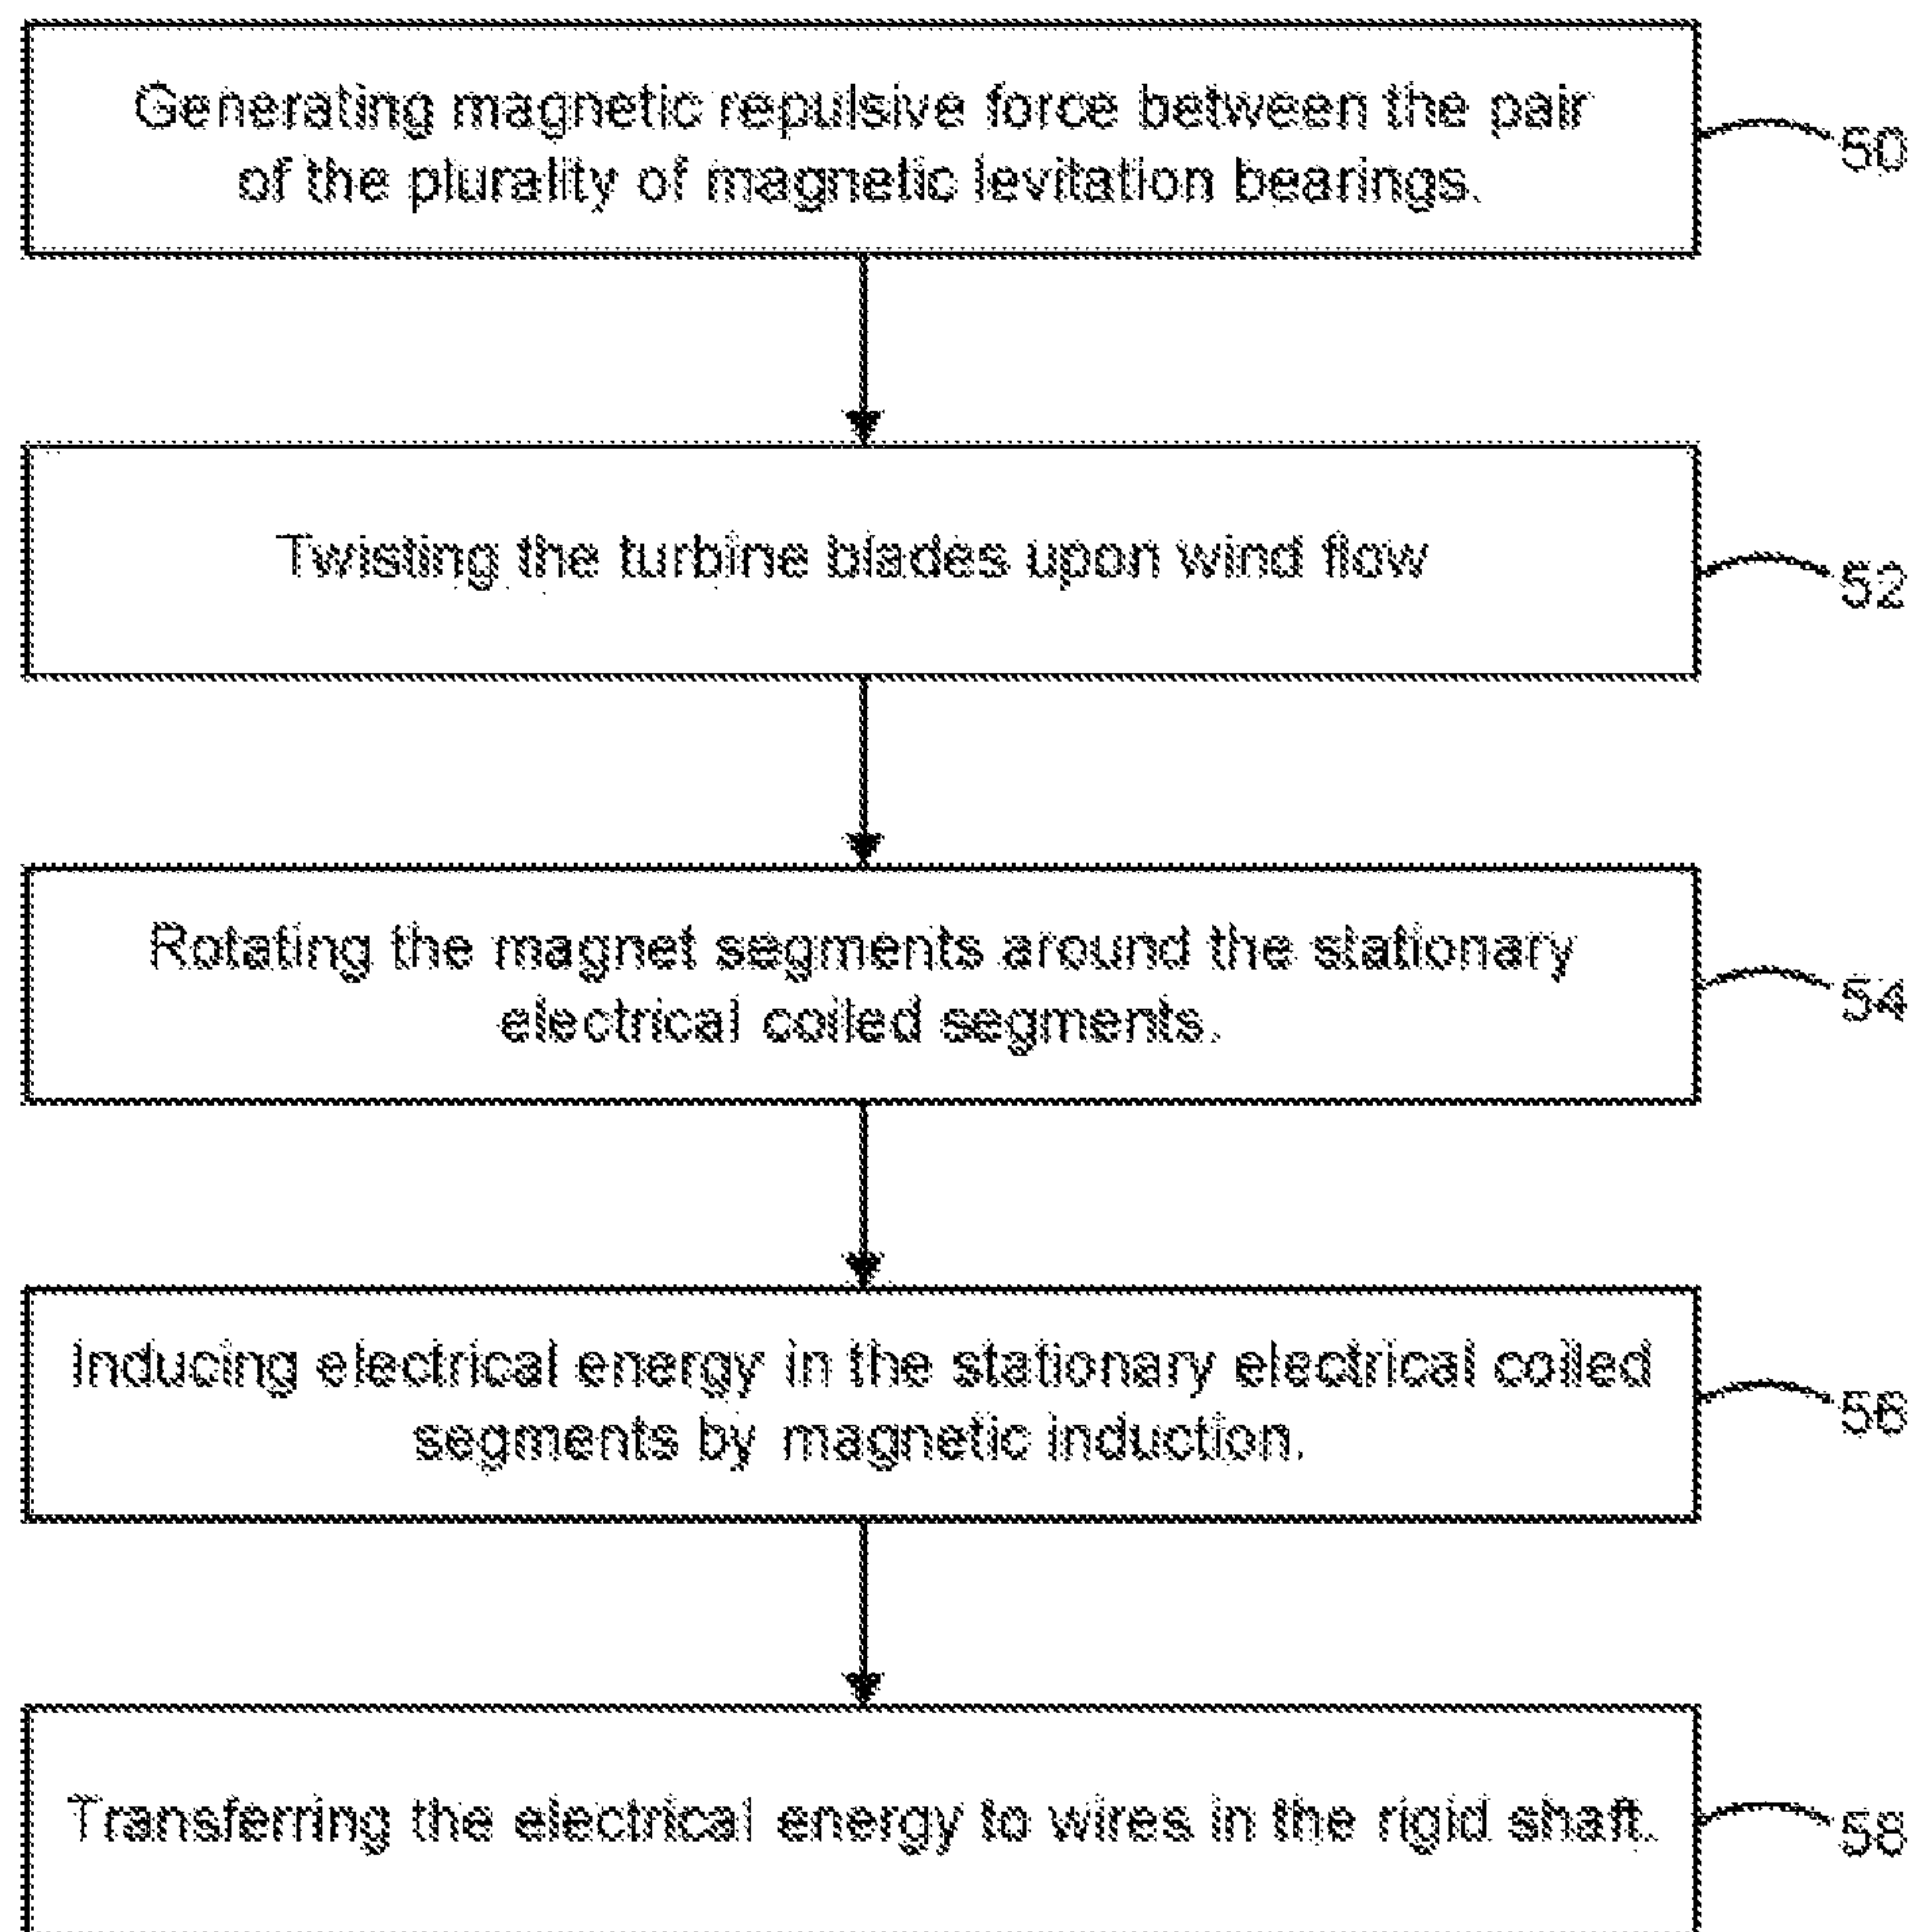 Generating magnetic repulsive force between the pair
of the plurality of magnetic levitation bearings.
50
Twisting the turbine blades upon wind flow
52
Rotating the magnet segments around the stationary
electrical coiled segments.
54
Inducing electrical energy in the stationary electrical coiled
segments by magnetic induction.
56
Transferring the electrical energy to wires in the rigid shaft.
58